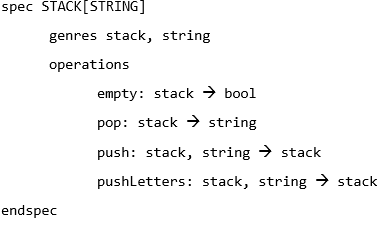 spec STACK[STRING]
genres stack, string
operations
empty: stack → bool
pop: stack → string
push: stack, string → stack
pushLetters: stack, string → stack
endspec